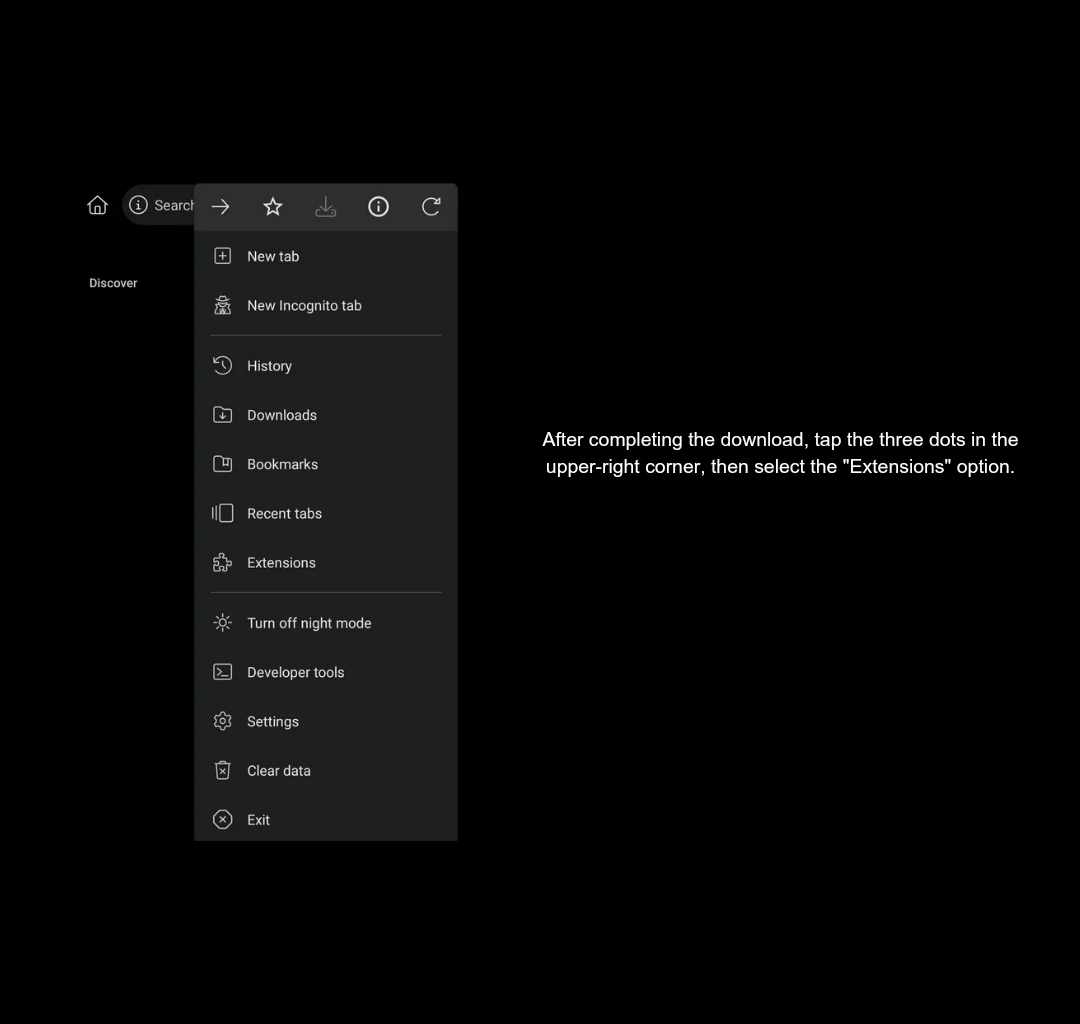 Search
Discover
New tab
New Incognito tab
History
Downloads
Bookmarks
Recent tabs
Extensions
Turn off night mode
Developer tools
Settings
Clear data
Exit
After completing the download, tap the three dots in the
upper-right corner, then select the "Extensions" option.